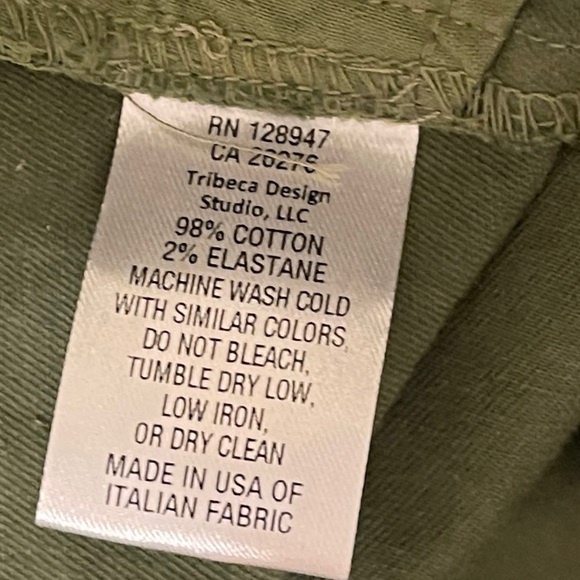 RN 128947
CA 26276
Tribeca Design
Studio, LLC
98% COTTON
2% ELASTANE
MACHINE WASH COLD
WITH SIMILAR COLORS,
DO NOT BLEACH,
TUMBLE DRY LOW,
LOW IRON,
OR DRY CLEAN
MADE IN USA OF
ITALIAN FABRIC